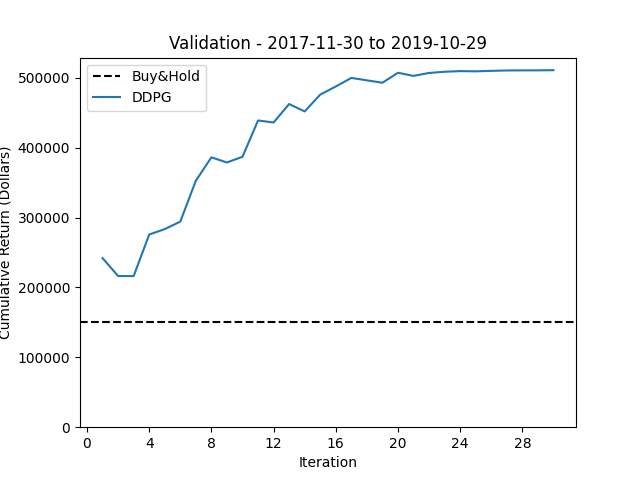 Validation - 2017-11-30 to 2019-10-29
Buy&Hold
DDPG
Cumulative Return (Dollars)
500000
400000
300000
200000
100000
0
0 4 8 12 16 20 24 28
Iteration